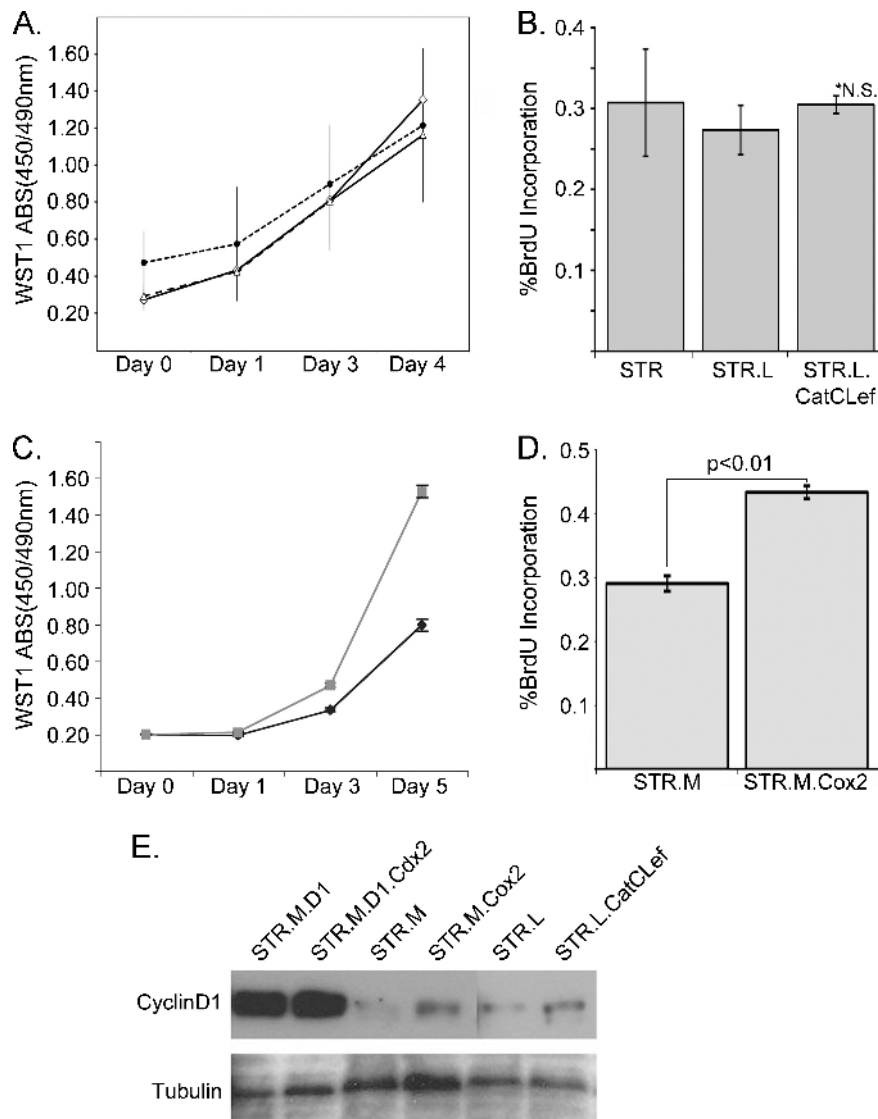 A.
WST1 ABS(450/490nm)
1.60
1.40
1.20
1.00
0.80
0.60
0.40
0.20
Day 0 Day 1 Day 3 Day 4
B.
%BrdU Incorporation
0.4
0.3
0.2
0.1
*N.S.
STR STR.L STR.L.
CatCLef
C.
WST1 ABS(450/490nm)
1.60
1.40
1.20
1.00
0.80
0.60
0.40
0.20
Day 0 Day 1 Day 3 Day 5
D.
%BrdU Incorporation
0.5
0.4
0.3
0.2
0.1
p<0.01
STR.M STR.M.Cox2
E.
STR.M.D1
STR.M.D1.Cdx2
STR.M
STR.M.Cox2
STR.L
STR.L.CatCLef
CyclinD1
Tubulin